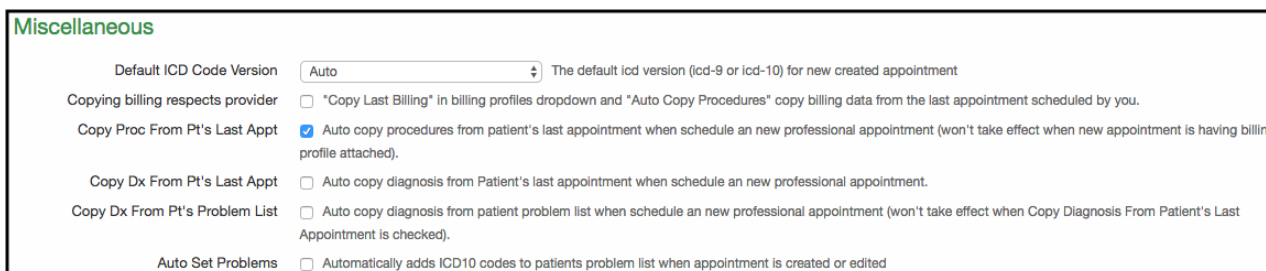 Miscellaneous
Default ICD Code Version Auto The default icd version (icd-9 or icd-10) for new created appointment
Copying billing respects provider "Copy Last Billing" in billing profiles dropdown and "Auto Copy Procedures" copy billing data from the last appointment scheduled by you.
Copy Proc From Pt's Last Appt Auto copy procedures from patient's last appointment when schedule an new professional appointment (won't take effect when new appointment is having billin
profile attached).
Copy Dx From Pt's Last Appt Auto copy diagnosis from Patient's last appointment when schedule an new professional appointment.
Copy Dx From Pt's Problem List Auto copy diagnosis from patient problem list when schedule an new professional appointment (won't take effect when Copy Diagnosis From Patient's Last
Appointment is checked).
Auto Set Problems Automatically adds ICD10 codes to patients problem list when appointment is created or edited